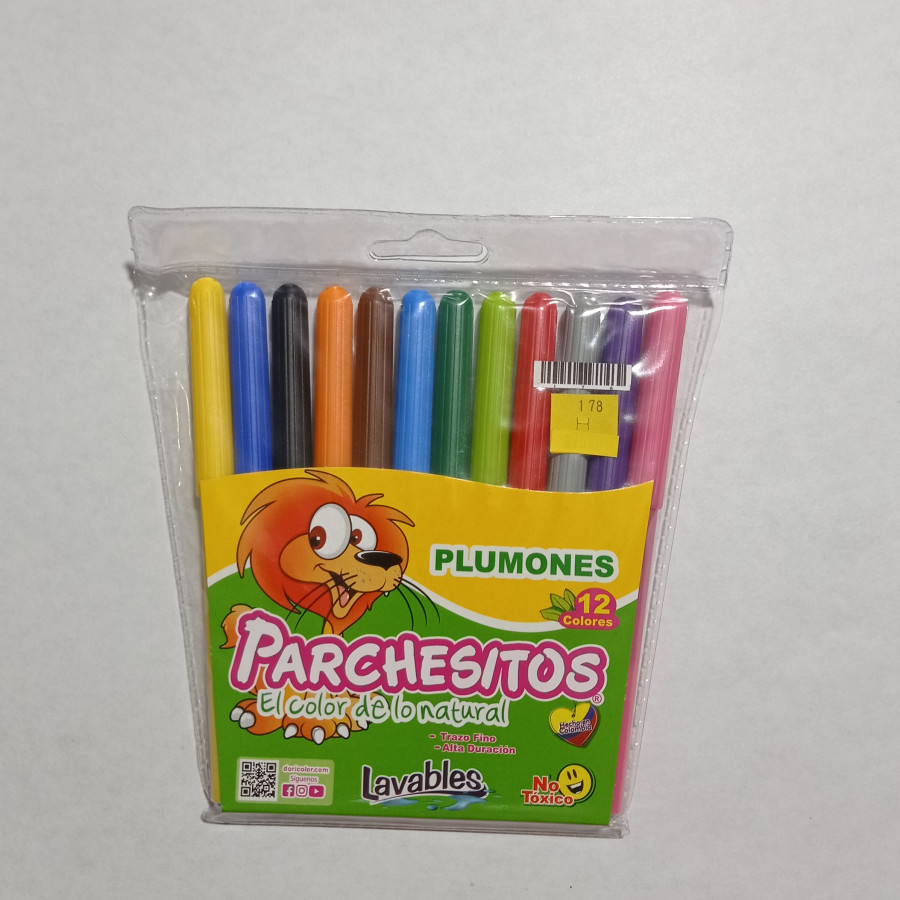 178
H
PLUMONES
12
Colores
PARCHESITOS®
El color de lo natural
Hecho En
Colombia
- Trazo Fino
- Alta Duración
doricolor.com
Síguenos
Lavables
No
Tóxico